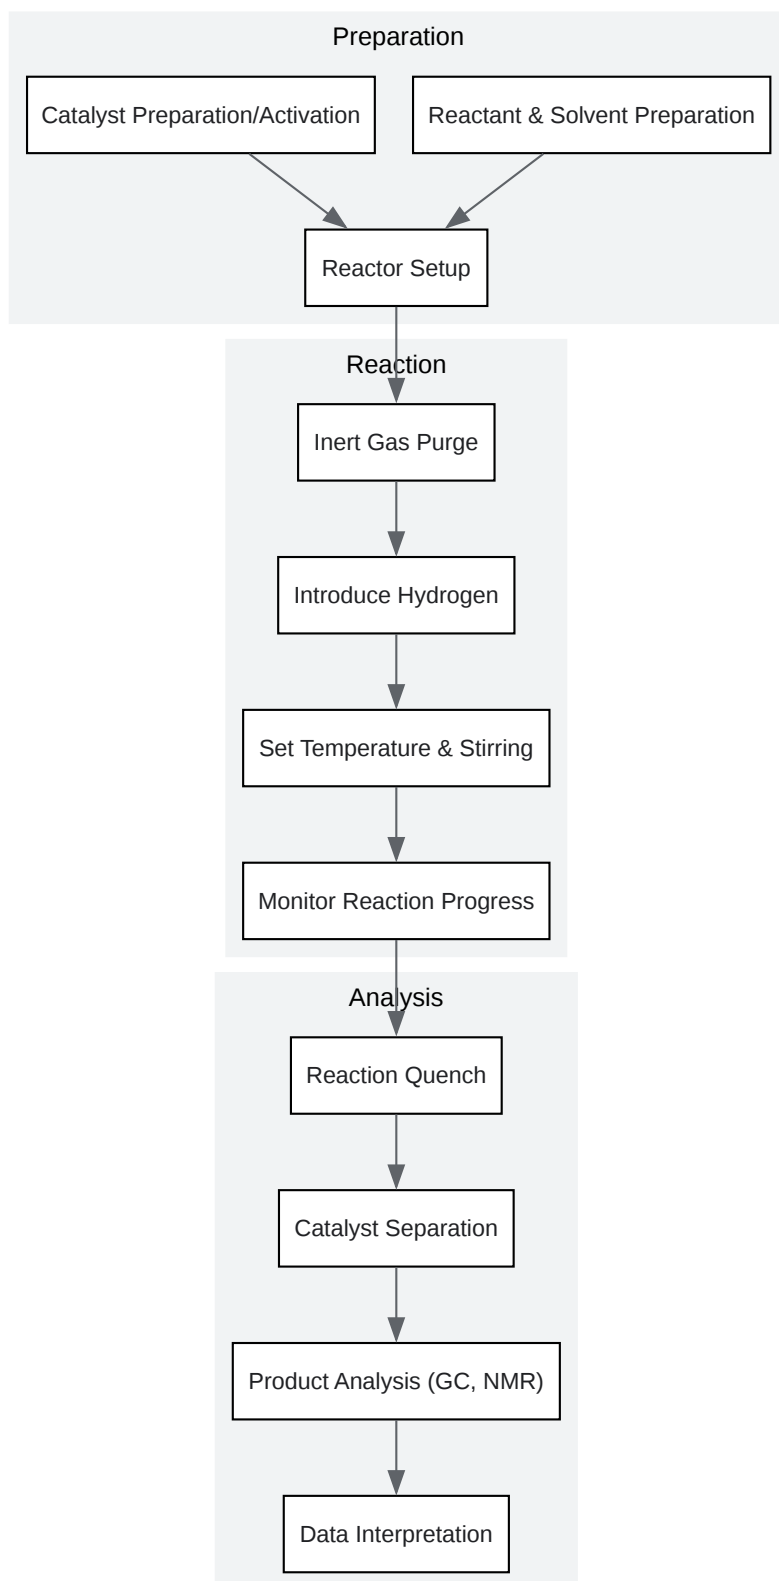 Preparation
Catalyst Preparation/Activation
Reactant & Solvent Preparation
Reactor Setup
Reaction
Inert Gas Purge
Introduce Hydrogen
Set Temperature & Stirring
Monitor Reaction Progress
Analysis
Reaction Quench
Catalyst Separation
Product Analysis (GC, NMR)
Data Interpretation